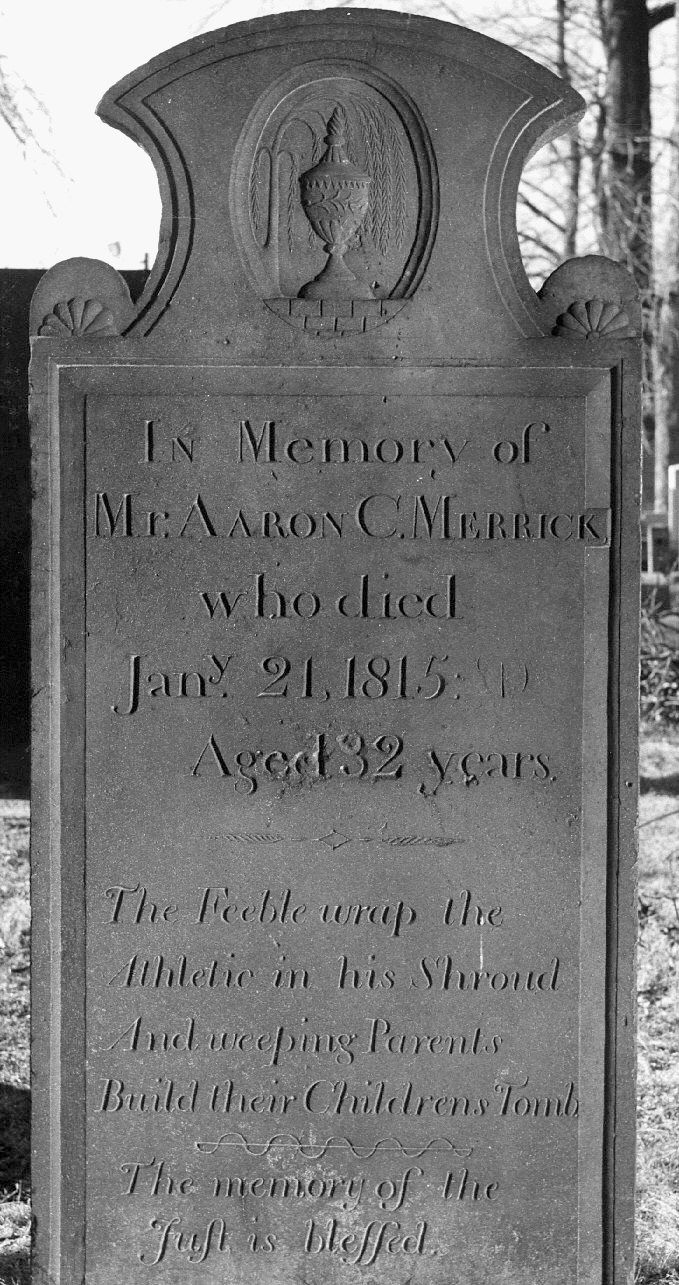 In Memory of
Mr. Aaron C. Merrick,
who died
Jany. 21, 1815:
Aged 32 years.
The Feeble wrap the
Athletic in his Shroud
And weeping Parents
Build their Childrens Tomb
The memory of the
Juſt is bleſſed.